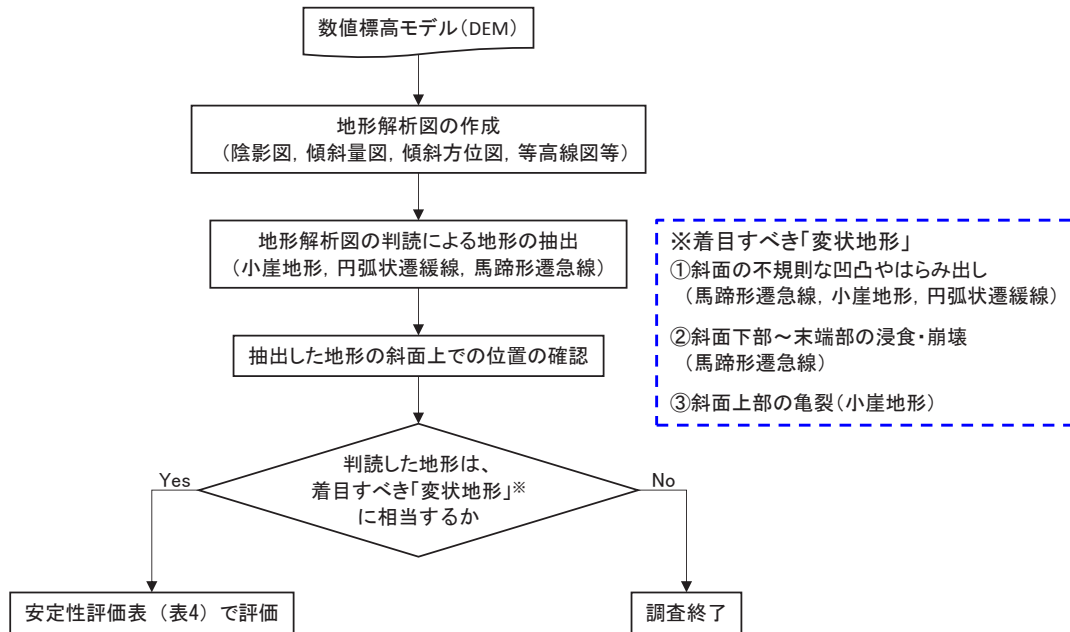 数値標高モデル(DEM)
地形解析図の作成
(陰影図, 傾斜量図, 傾斜方位図, 等高線図等)
地形解析図の判読による地形の抽出
(小崖地形, 円弧状遷緩線, 馬蹄形遷急線)
抽出した地形の斜面上での位置の確認
判読した地形は、
着目すべき「変状地形」※
に相当するか
Yes
No
安定性評価表（表4）で評価
調査終了
※着目すべき「変状地形」
①斜面の不規則な凹凸やはらみ出し
(馬蹄形遷急線, 小崖地形, 円弧状遷緩線)
②斜面下部～末端部の浸食・崩壊
(馬蹄形遷急線)
③斜面上部の亀裂(小崖地形)